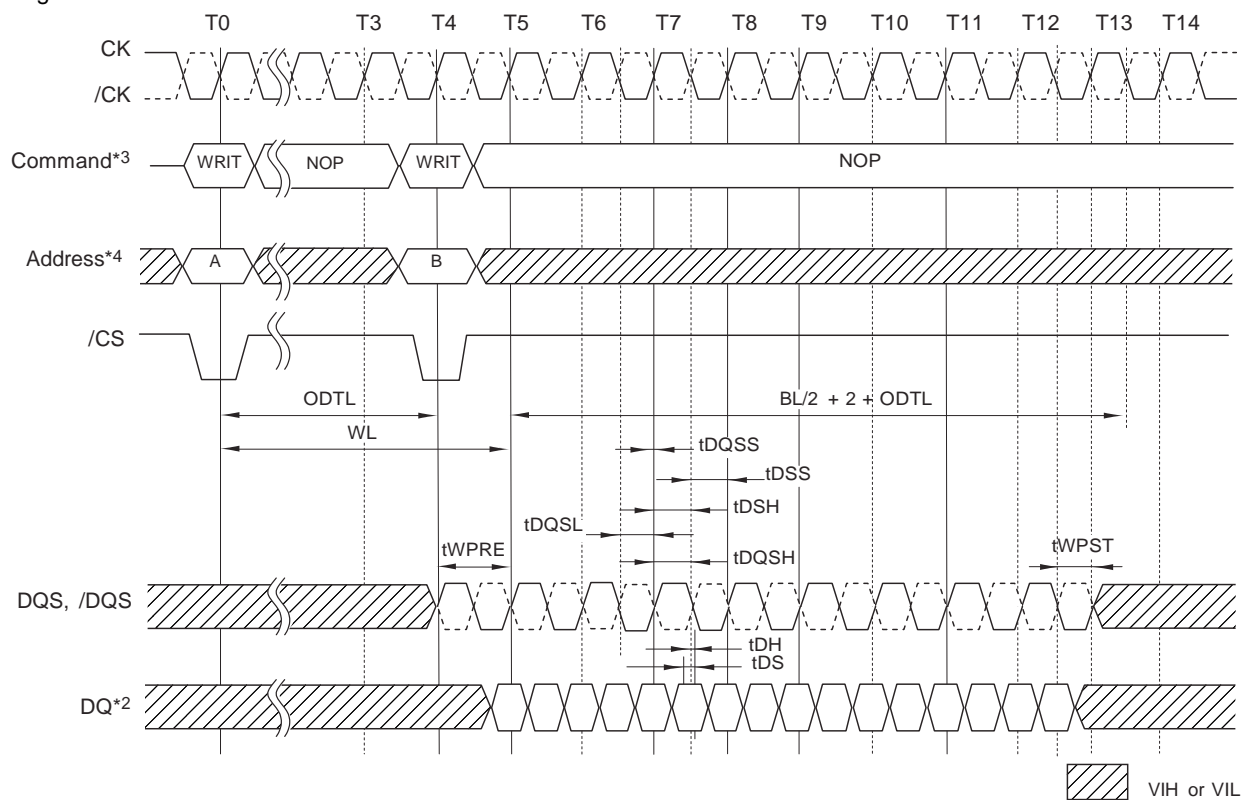 T0 T3 T4 T5 T6 T7 T8 T9 T10 T11 T12 T13 T14
CK
/CK
Command*3 WRIT NOP WRIT NOP
Address*4 A B
/CS
ODTL BL/2 + 2 + ODTL
WL
tDQSS
tDSS
tDSH
tDQSL
tWPRE tDQSH tWPST
DQS, /DQS
tDH
tDS
DQ*2
VIH or VIL